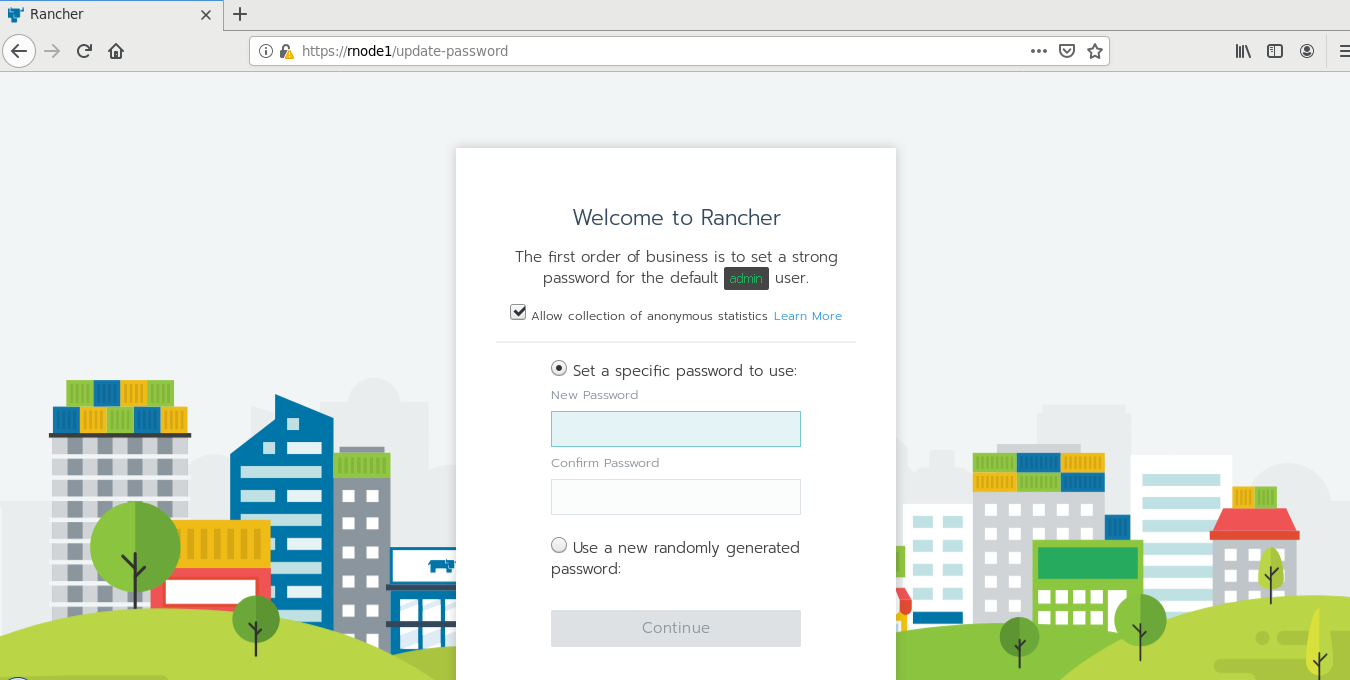 Rancher
https://rnode1/update-password
Welcome to Rancher
The first order of business is to set a strong
password for the default admin user.
Allow collection of anonymous statistics Learn More
Set a specific password to use:
New Password
Confirm Password
Use a new randomly generated
password:
Continue